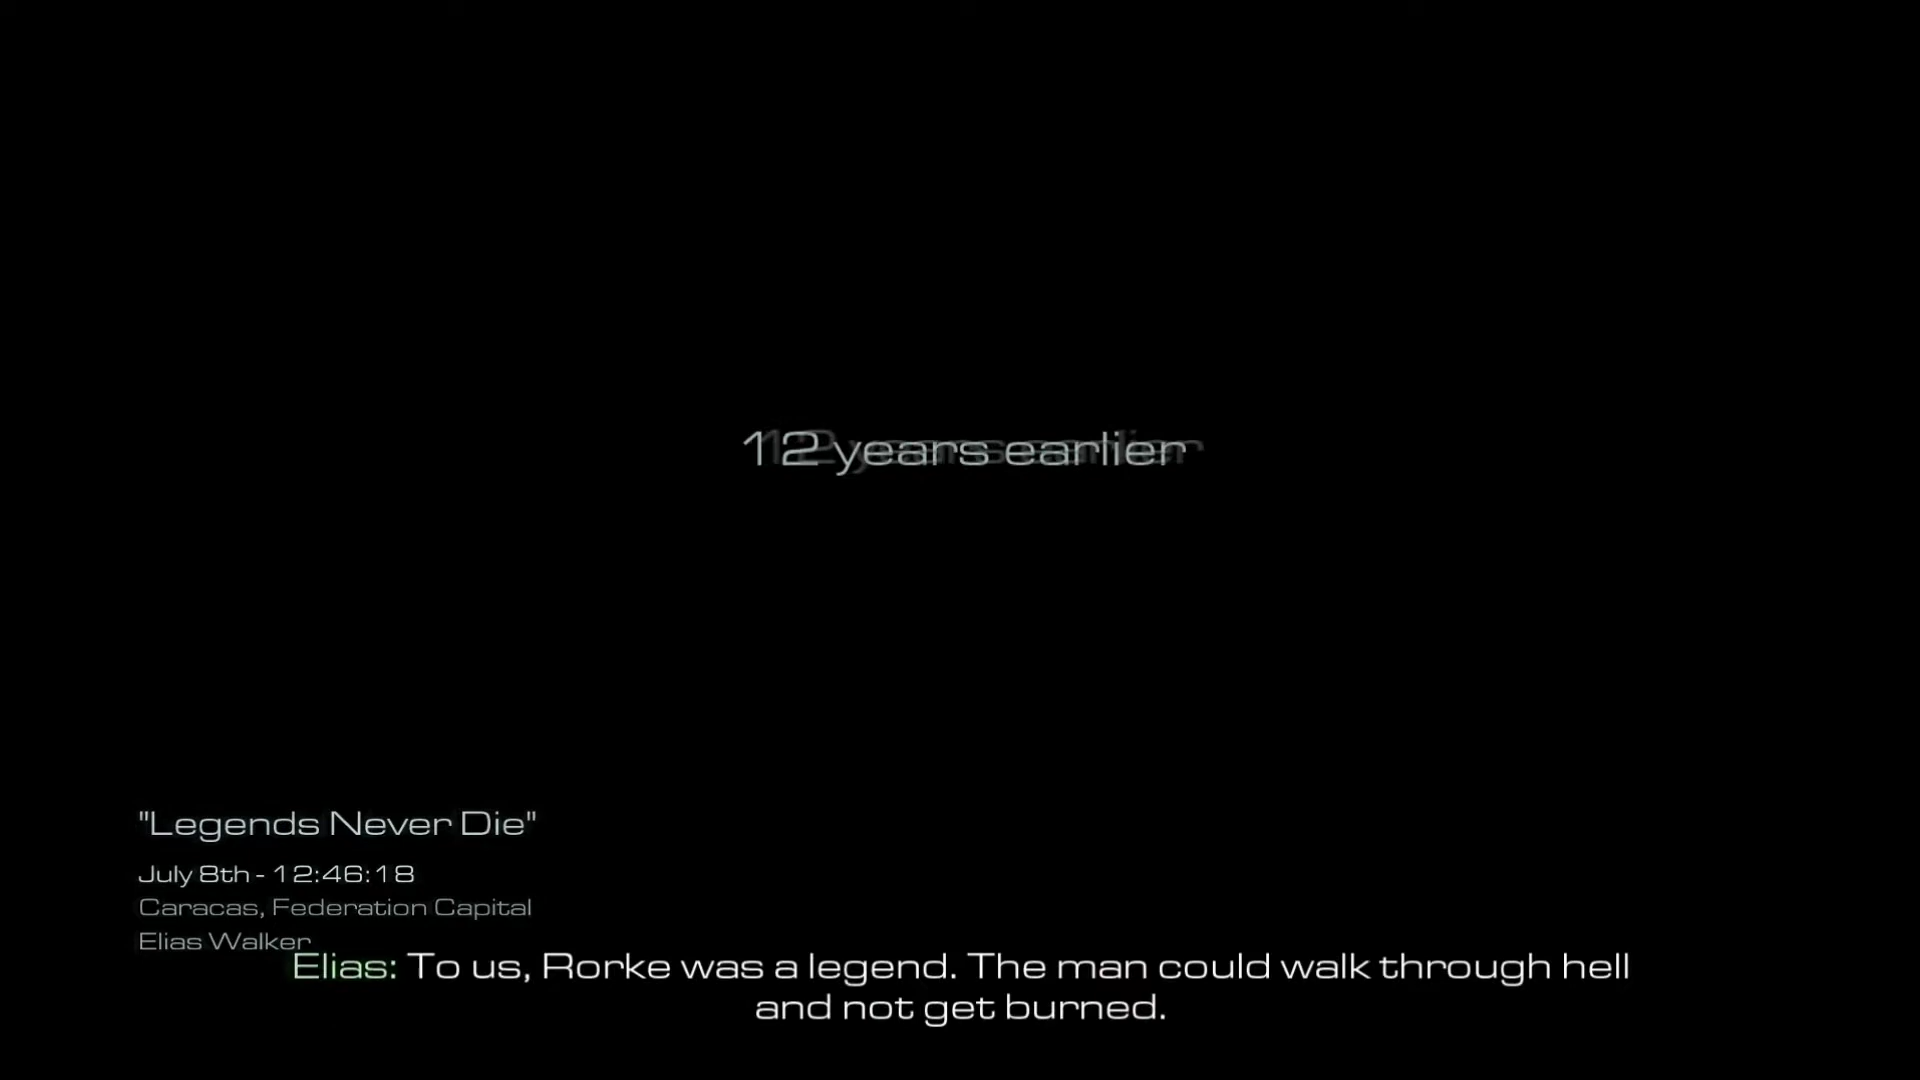 12 years earlier
"Legends Never Die"
July 8th - 12:46:18
Caracas, Federation Capital
Elias Walker
Elias: To us, Rorke was a legend. The man could walk through hell
and not get burned.